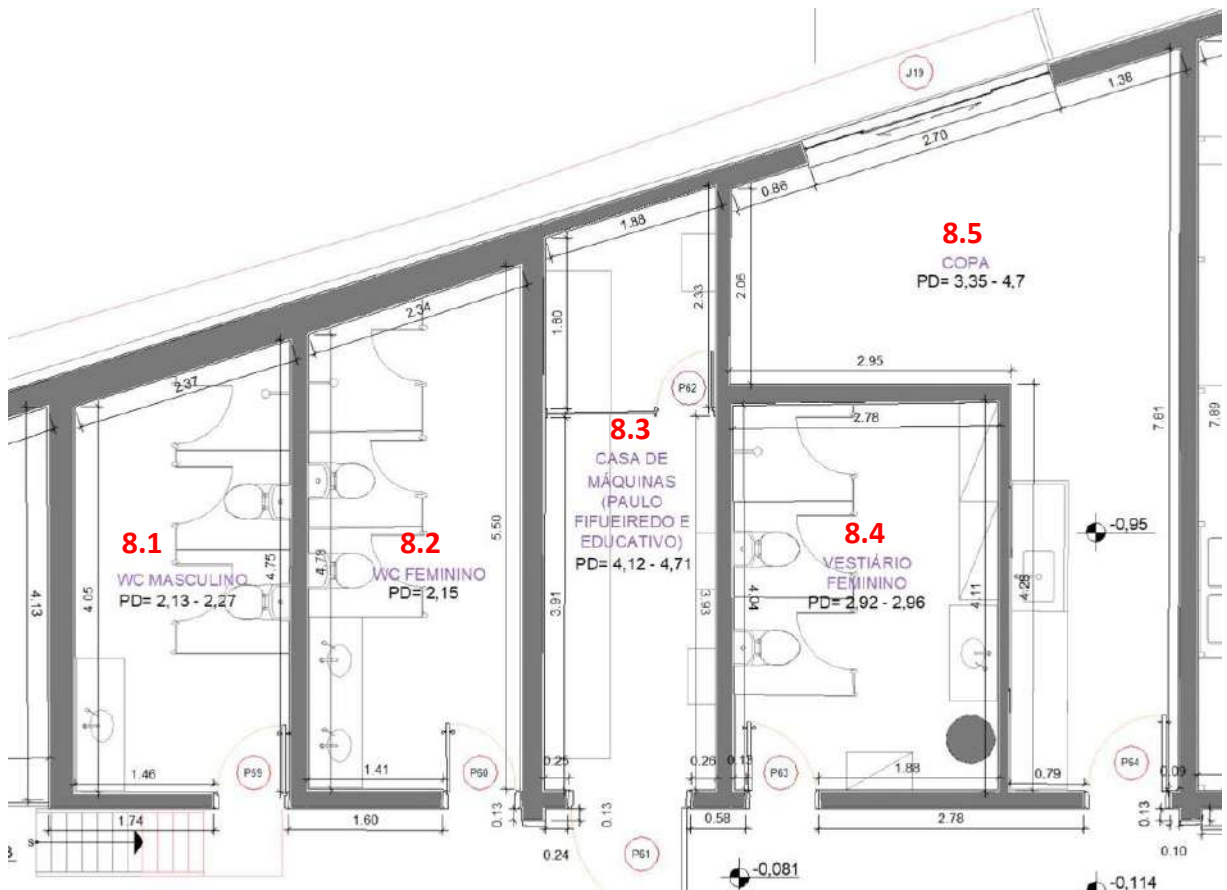 J19
1.38
2.70
0.86
8.5
COPA
PD= 3,35 - 4.7
1.88
2.33
2.06
1.80
2.34
2.37
P62
2.95
2.78
7.81
7.89
8.3
CASA DE
MÁQUINAS
(PAULO
FIFUEIREDO E
EDUCATIVO)
PD= 4,12 - 4,71
5.50
8.1
WC MASCULINO
PD= 2,13 - 2,27
8.2
WC FEMININO
PD= 2,15
8.4
VESTIÁRIO
FEMININO
PD= 2,92 - 2,96
-0,95
4.13
4.05
4.75
4.78
3.91
3.93
4.04
4.11
4.28
1.46
P59
1.41
P60
0.25
0.26
0.13
P63
1.88
0.79
P64
0.09
1.74
1.60
0.13
0.13
0.58
2.78
0.13
0.10
0.24
P61
S
-0,081
-0,114